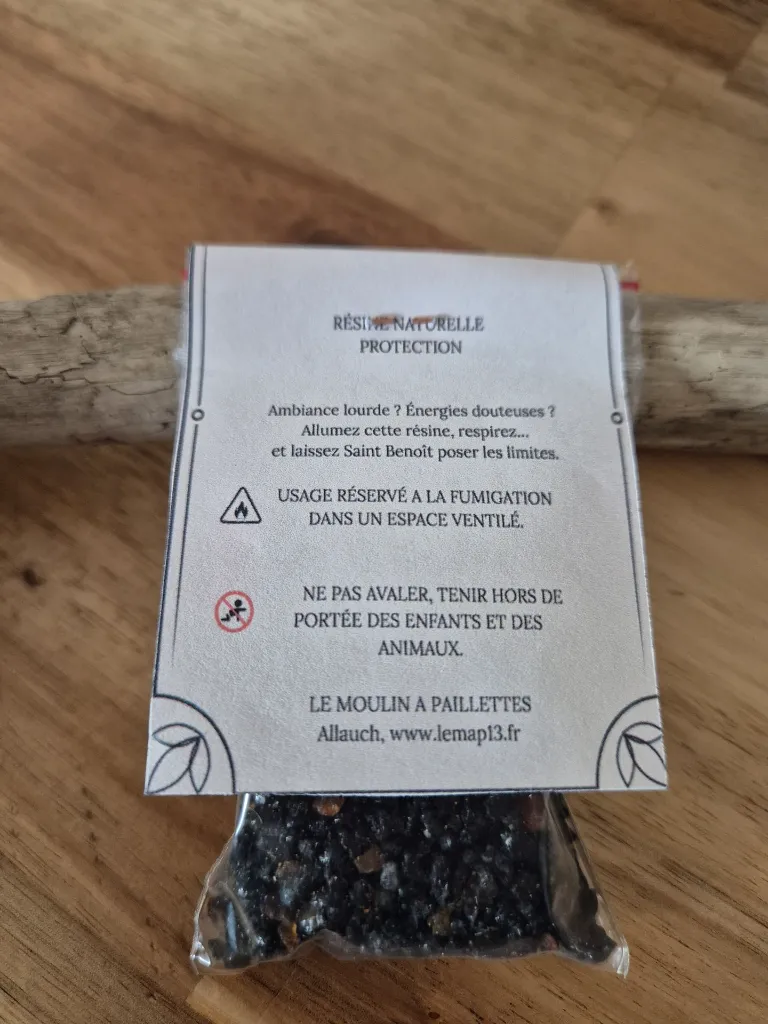 RÉSINE NATURELLE
PROTECTION
Ambiance lourde ? Énergies douteuses ?
Allumez cette résine, respirez...
et laissez Saint Benoît poser les limites.
USAGE RÉSERVÉ A LA FUMIGATION
DANS UN ESPACE VENTILÉ.
NE PAS AVALER, TENIR HORS DE
PORTÉE DES ENFANTS ET DES
ANIMAUX.
LE MOULIN A PAILLETTES
Allauch, www.lemap13.fr